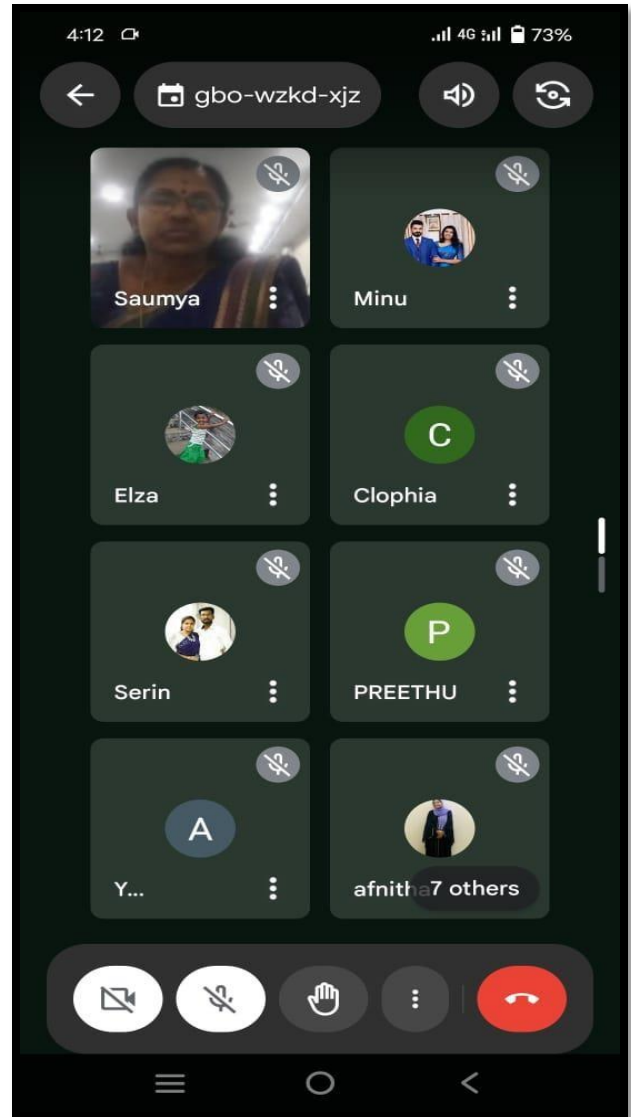 4:12 4G 73%
gbo-wzkd-xjz
Saumya Minu
Elza
C
Clophia
Serin
P
PREETHU
A
Y... afnitha 7 others